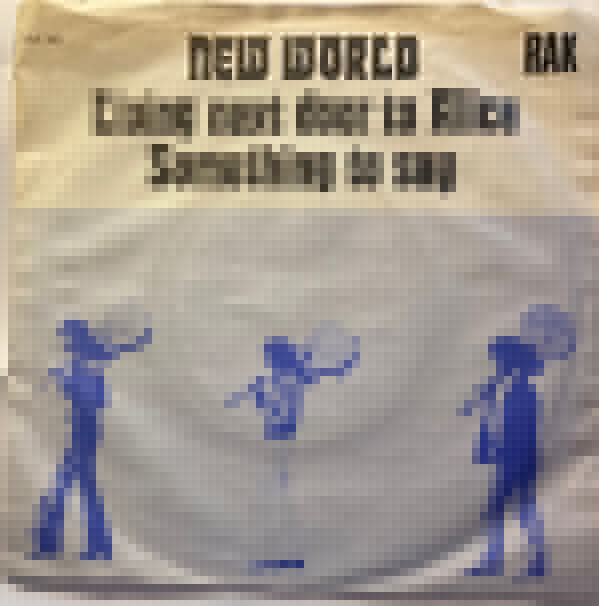 NEW WORLD
RAK
Living next door to Alice
Something to say